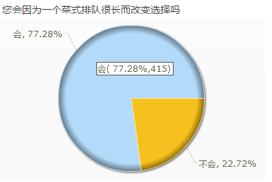 您会因为一个菜式排队很长而改变选择吗
会, 77.28%
会( 77.28%,415)
不会, 22.72%